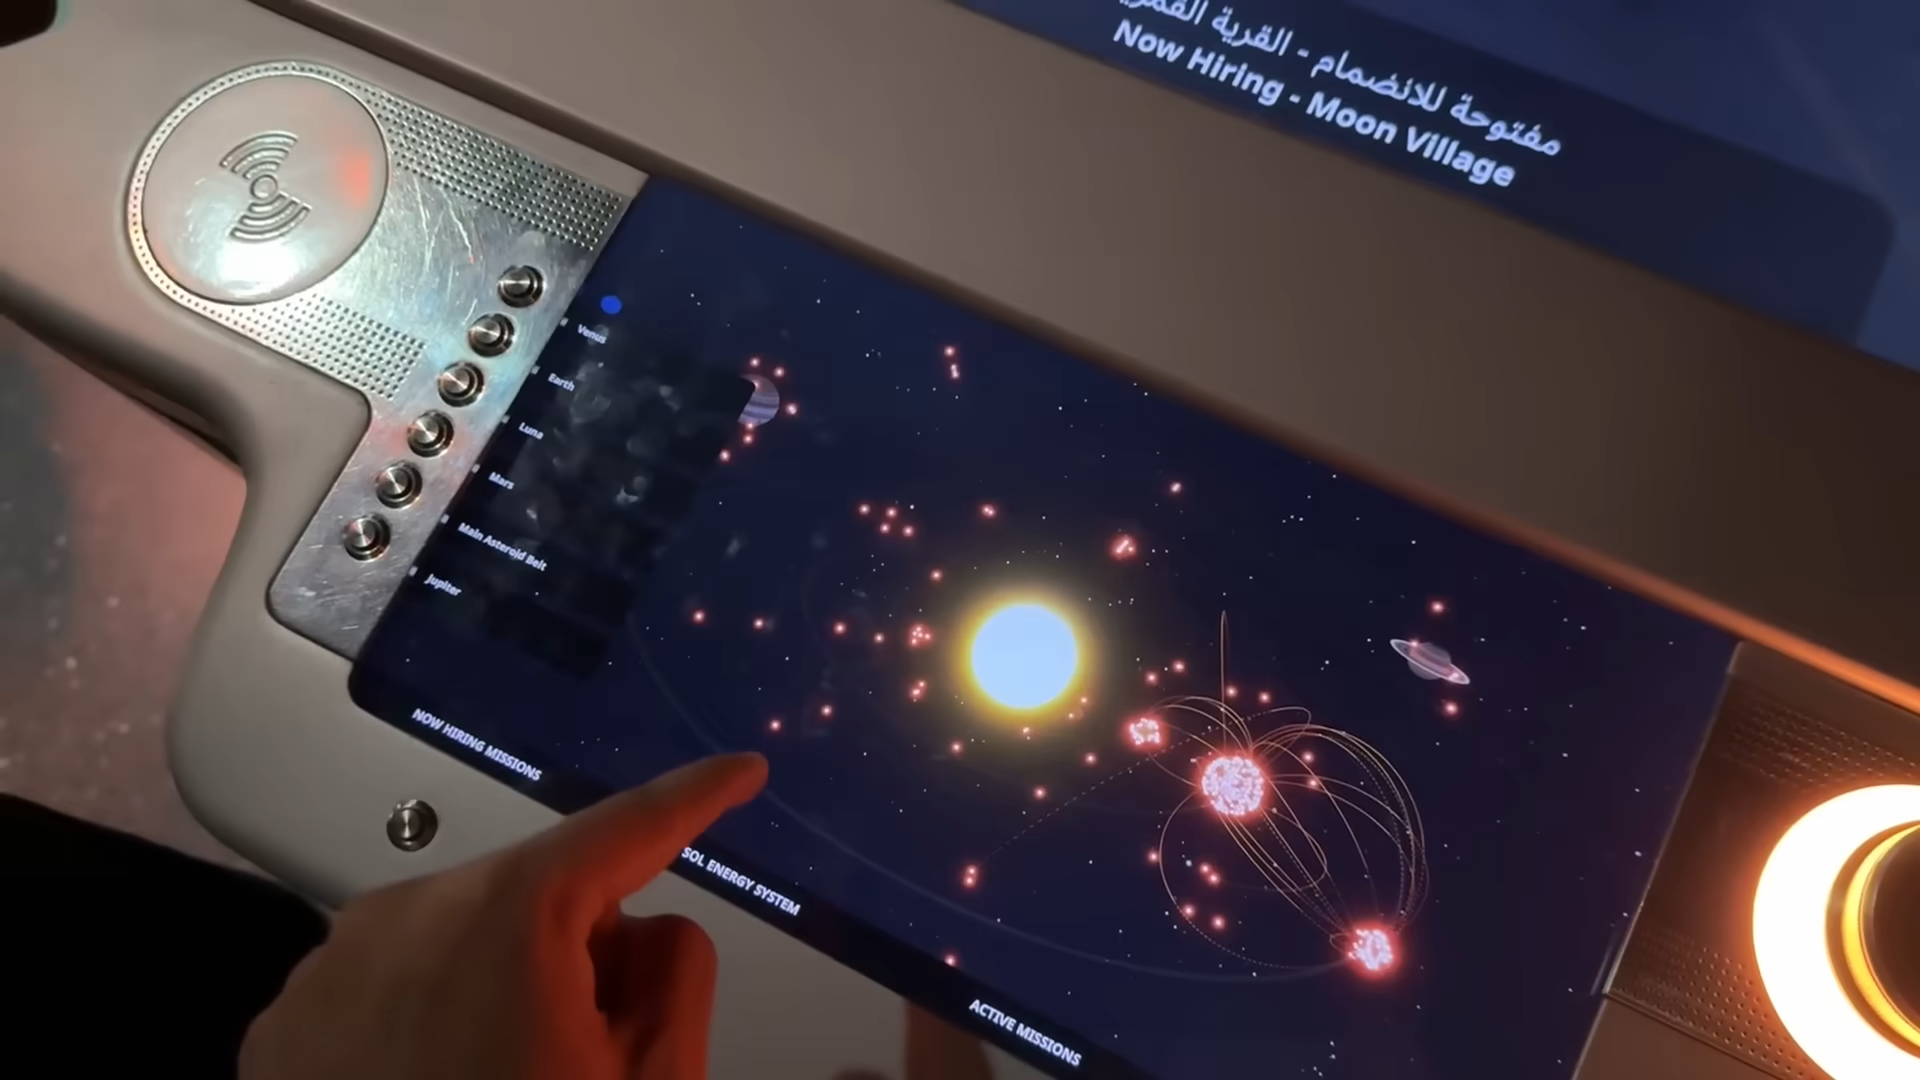 مفتوحة للانضمام - القرية القمرية
Now Hiring - Moon Village
Venus
Earth
Luna
Mars
Main Asteroid Belt
Jupiter
NOW HIRING MISSIONS
SOL ENERGY SYSTEM
ACTIVE MISSIONS